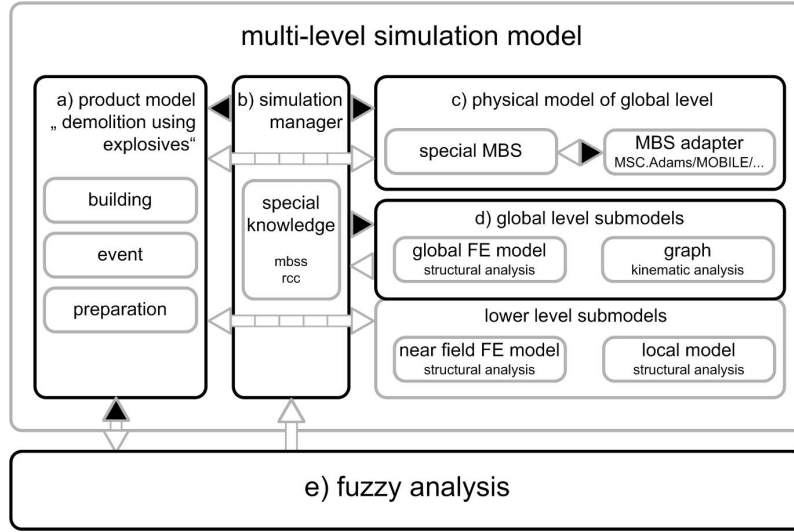 multi-level simulation model
a) product model
„ demolition using
explosives“
building
event
preparation
b) simulation
manager
special
knowledge
mbss
rcc
c) physical model of global level
special MBS
MBS adapter
MSC.Adams/MOBILE/...
d) global level submodels
global FE model
structural analysis
graph
kinematic analysis
lower level submodels
near field FE model
structural analysis
local model
structural analysis
e) fuzzy analysis